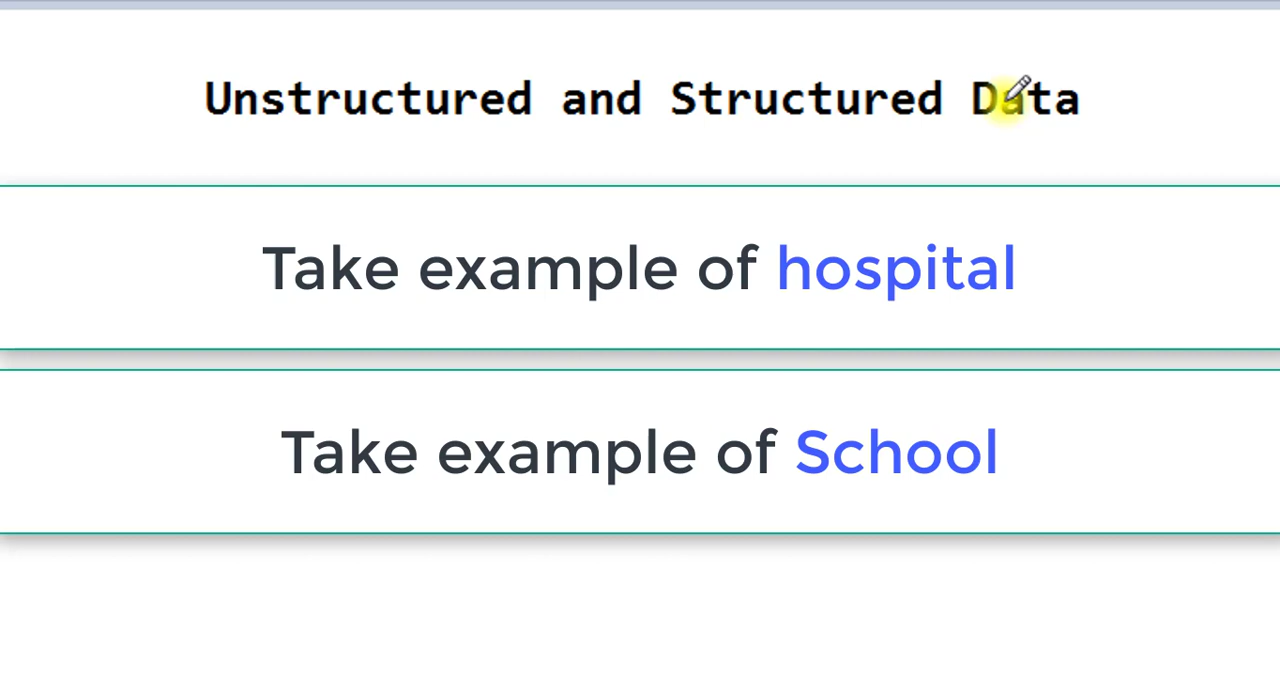 Unstructured and Structured Data
Take example of hospital
Take example of School